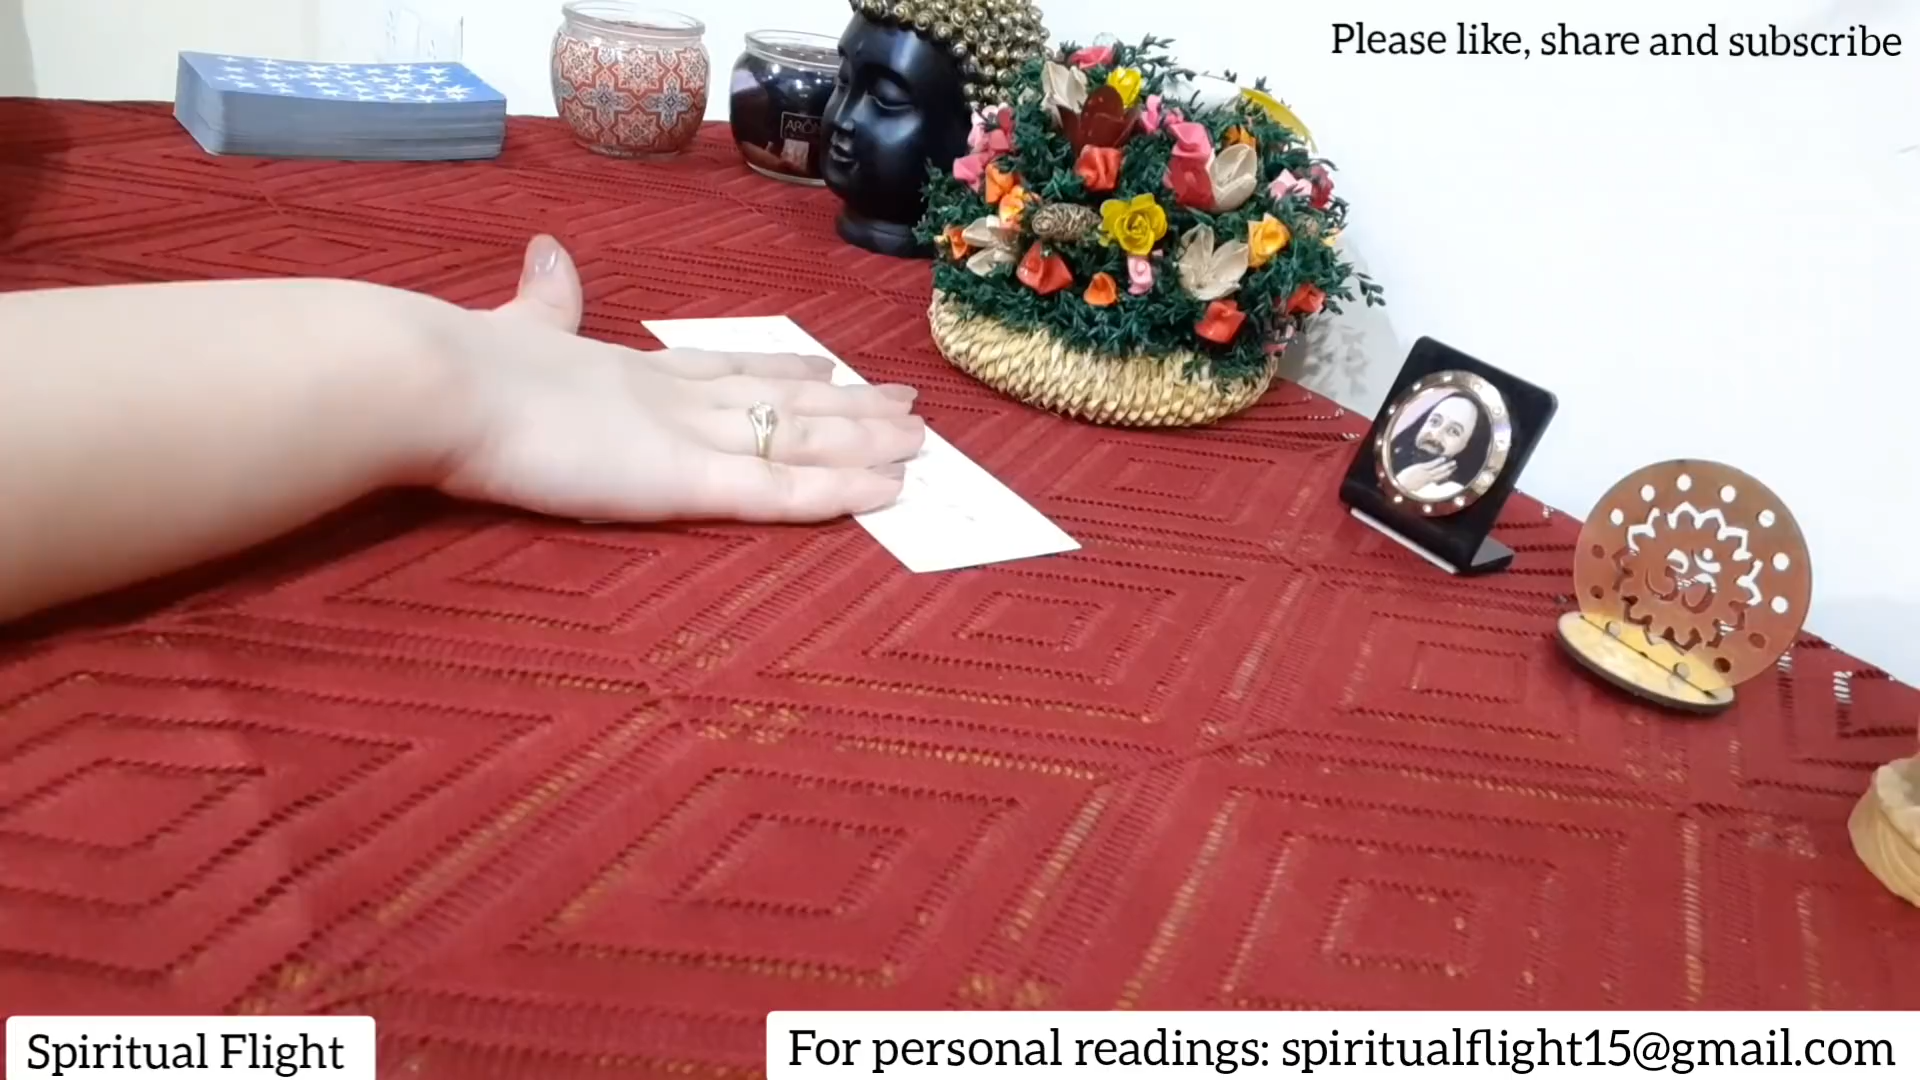 Please like, share and subscribe
ॐ
Spiritual Flight
For personal readings: spiritualflight15@gmail.com